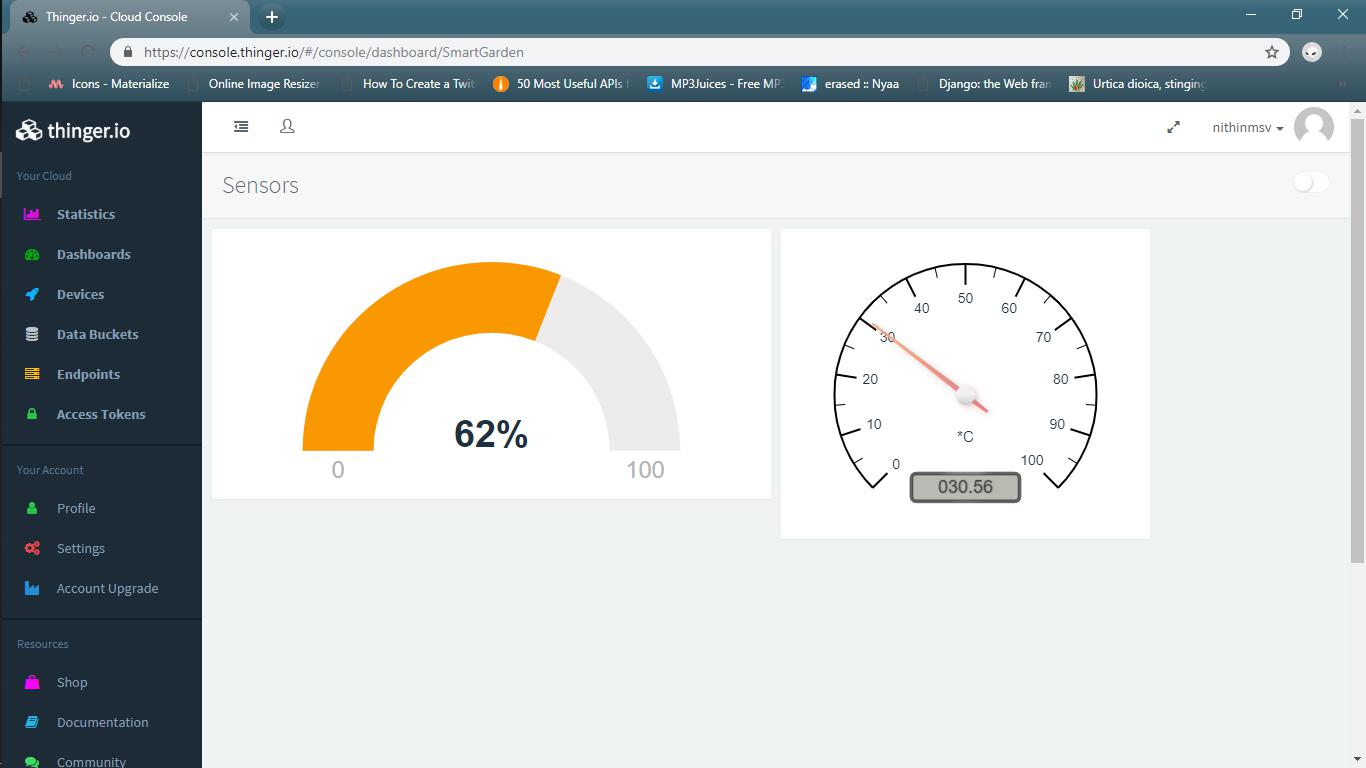 Thinger.io - Cloud Console
https://console.thinger.io/#/console/dashboard/SmartGarden
Icons - Materialize
Online Image Resizer
How To Create a Twit
50 Most Useful APIs f
MP3Juices - Free MP
erased :: Nyaa
Django: the Web fran
Urtica dioica, stinging
thinger.io
nithinmsv
Your Cloud
Statistics
Dashboards
Devices
Data Buckets
Endpoints
Access Tokens
Your Account
Profile
Settings
Account Upgrade
Resources
Shop
Documentation
Community
Sensors
62%
0
100
0
10
20
30
40
50
60
70
80
90
100
*C
030.56